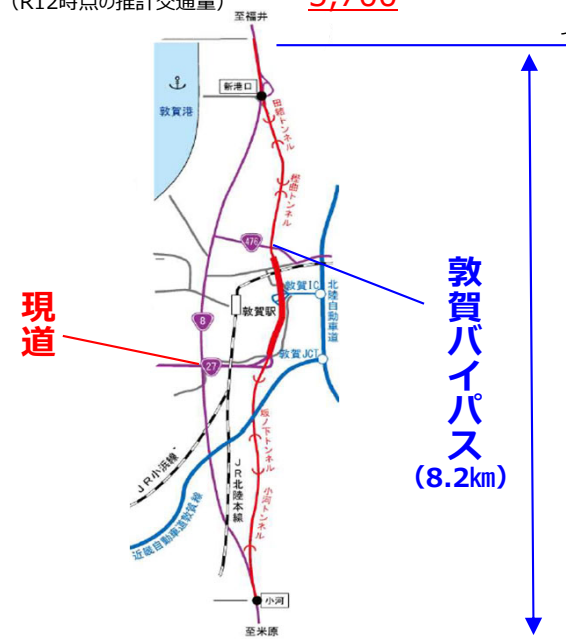 (R12時点の推計交通量)
5,700
至福井
新港口
敦賀港
田結トンネル
樫曲トンネル
476
敦賀IC
北陸自動車道
敦賀駅
8
敦賀JCT
27
現道
敦賀バイパス
(8.2㎞)
坂ノ下トンネル
JR小浜線
JR北陸本線
小河トンネル
近畿自動車道敦賀線
小河
至米原